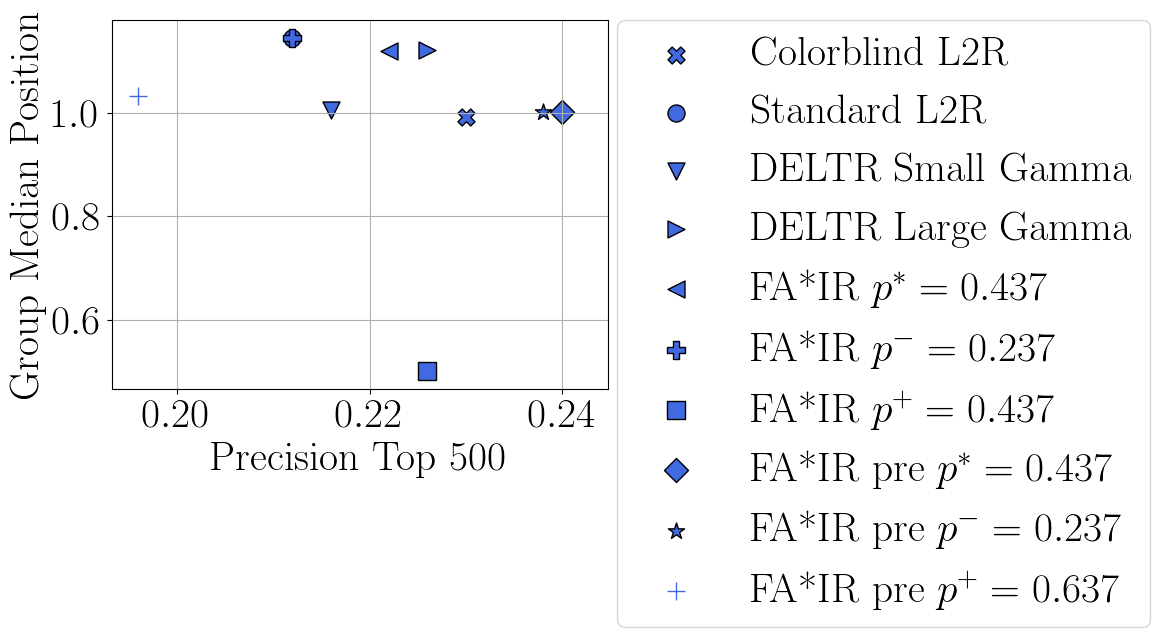 Group Median Position
1.0
0.8
0.6
0.20 0.22 0.24
Precision Top 500
Colorblind L2R
Standard L2R
DELTR Small Gamma
DELTR Large Gamma
FA*IR p* = 0.437
FA*IR p⁻ = 0.237
FA*IR p⁺ = 0.437
FA*IR pre p* = 0.437
FA*IR pre p⁻ = 0.237
FA*IR pre p⁺ = 0.637